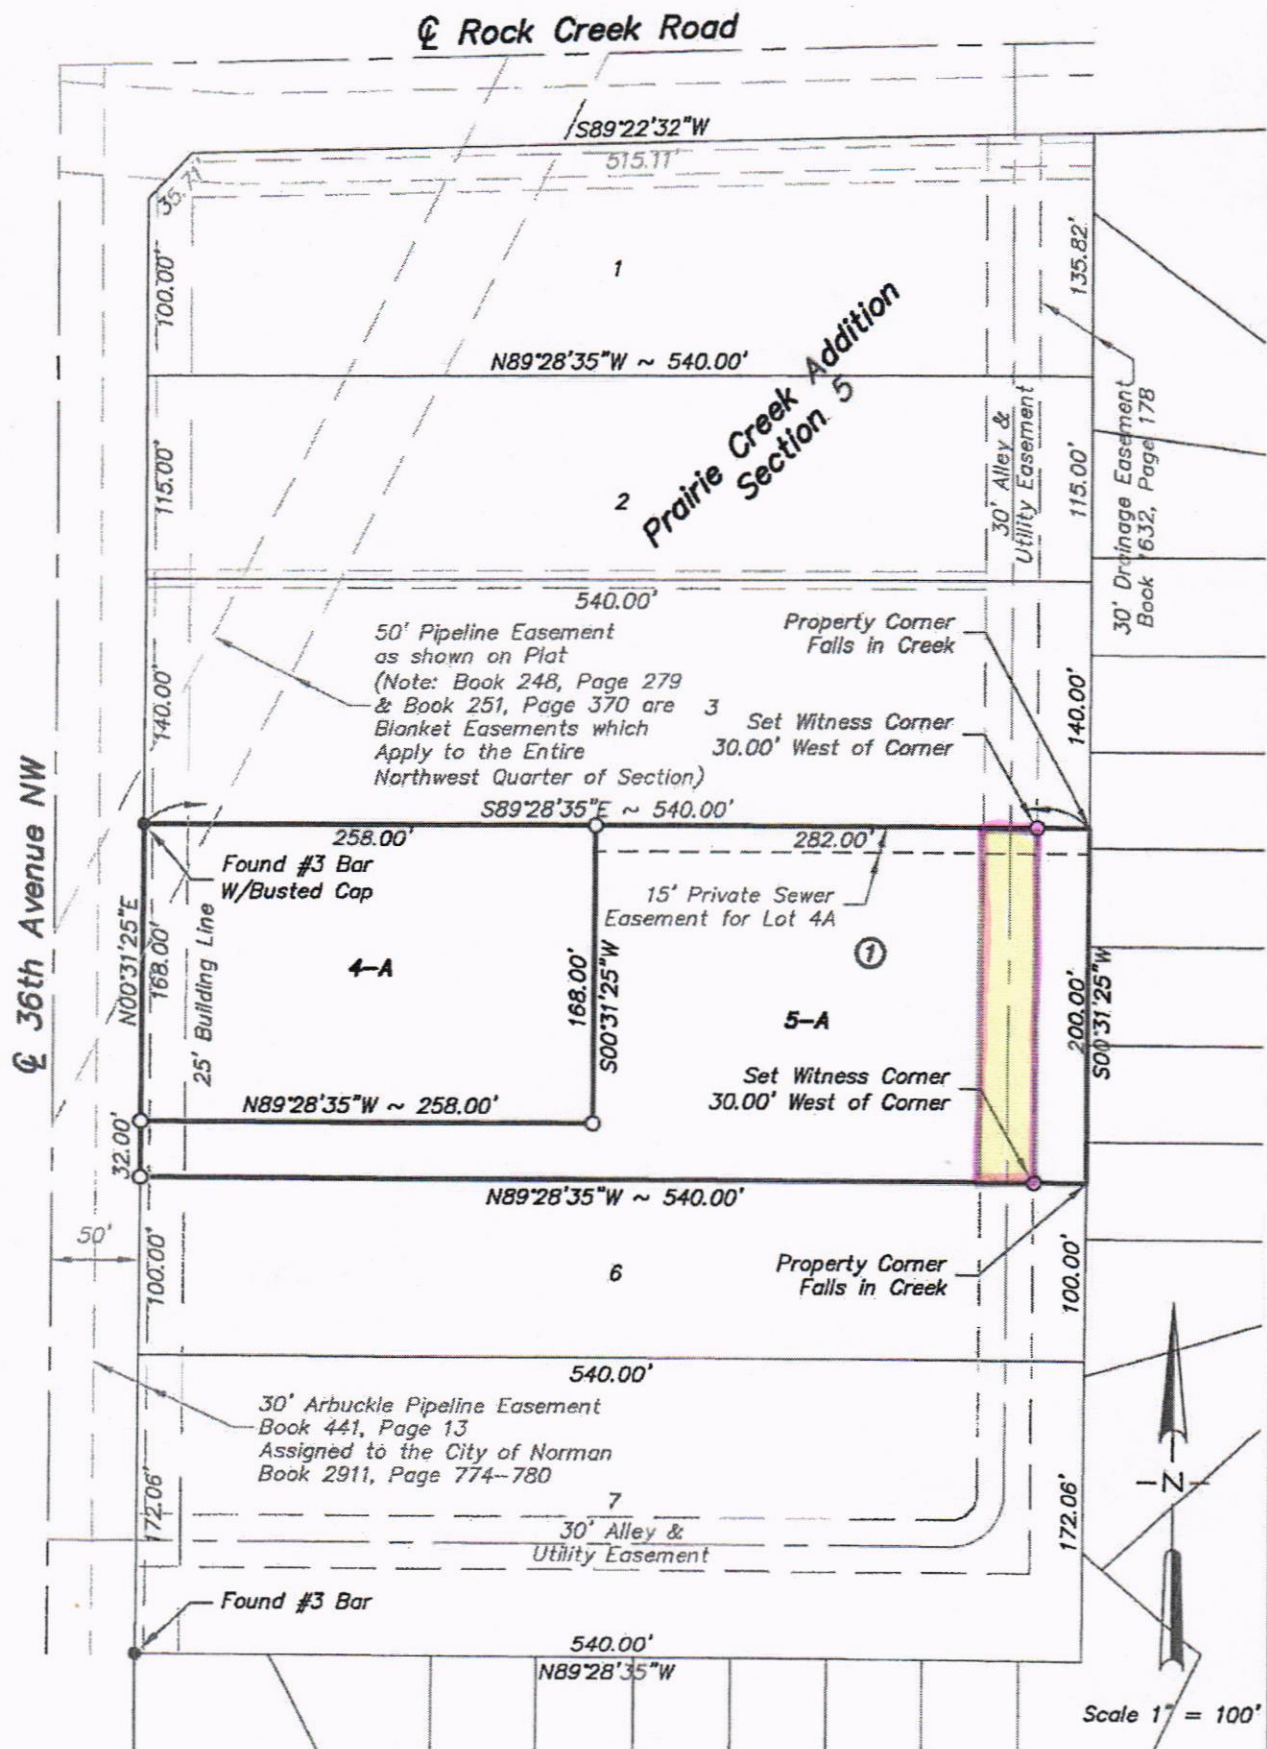 ℄ Rock Creek Road
S89°22'32"W
515.11'
35.71'
100.00'
1
135.82'
N89°28'35"W ~ 540.00'
Prairie Creek Addition
Section 5
115.00'
2
30' Alley &
Utility Easement
115.00'
30' Drainage Easement
Book 1632, Page 178
540.00'
50' Pipeline Easement
as shown on Plat
(Note: Book 248, Page 279
& Book 251, Page 370 are
Blanket Easements which
Apply to the Entire
Northwest Quarter of Section)
Property Corner
Falls in Creek
140.00'
3
Set Witness Corner
30.00' West of Corner
140.00'
℄ 36th Avenue NW
S89°28'35"E ~ 540.00'
258.00'
282.00'
Found #3 Bar
W/Busted Cap
15' Private Sewer
Easement for Lot 4A
N00°31'25"E
168.00'
25' Building Line
4-A
168.00'
S00°31'25"W
1
5-A
200.00'
S00°31'25"W
Set Witness Corner
30.00' West of Corner
N89°28'35"W ~ 258.00'
32.00'
N89°28'35"W ~ 540.00'
50'
100.00'
6
Property Corner
Falls in Creek
100.00'
540.00'
30' Arbuckle Pipeline Easement
Book 441, Page 13
Assigned to the City of Norman
Book 2911, Page 774-780
172.06'
7
30' Alley &
Utility Easement
172.06'
N
Found #3 Bar
540.00'
N89°28'35"W
Scale 1" = 100'